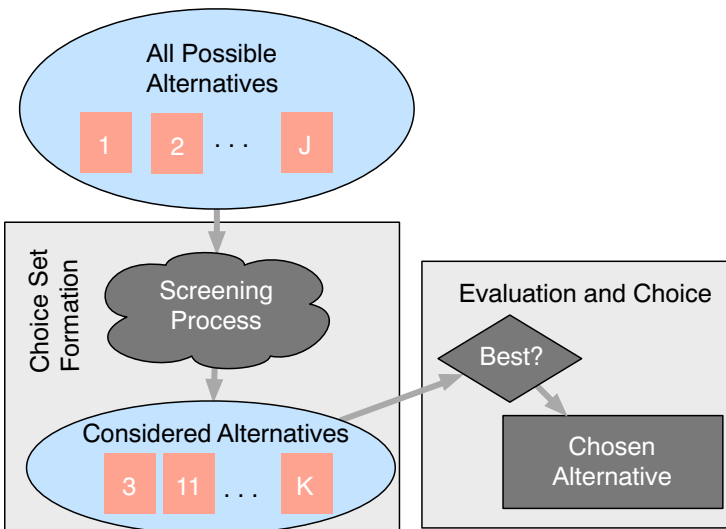 All Possible
Alternatives
1 2 . . . J
Choice Set
Formation
Screening
Process
Considered Alternatives
3 11 . . . K
Evaluation and Choice
Best?
Chosen
Alternative